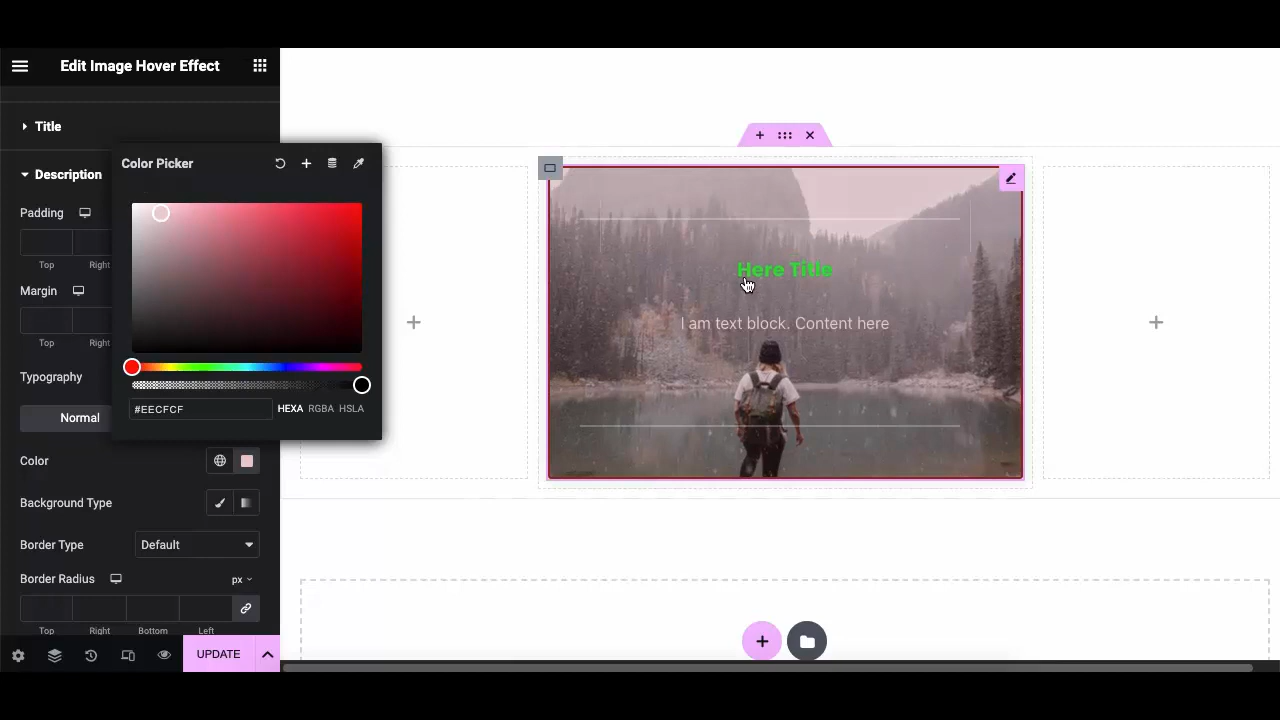 Edit Image Hover Effect
Title
Color Picker
Description
Padding
Top Right
Margin
Top Right
Typography
Normal
#EECFCF HEXA RGBA HSLA
Color
Background Type
Border Type Default
Border Radius px
Top Right Bottom Left
UPDATE
Here Title
I am text block. Content here